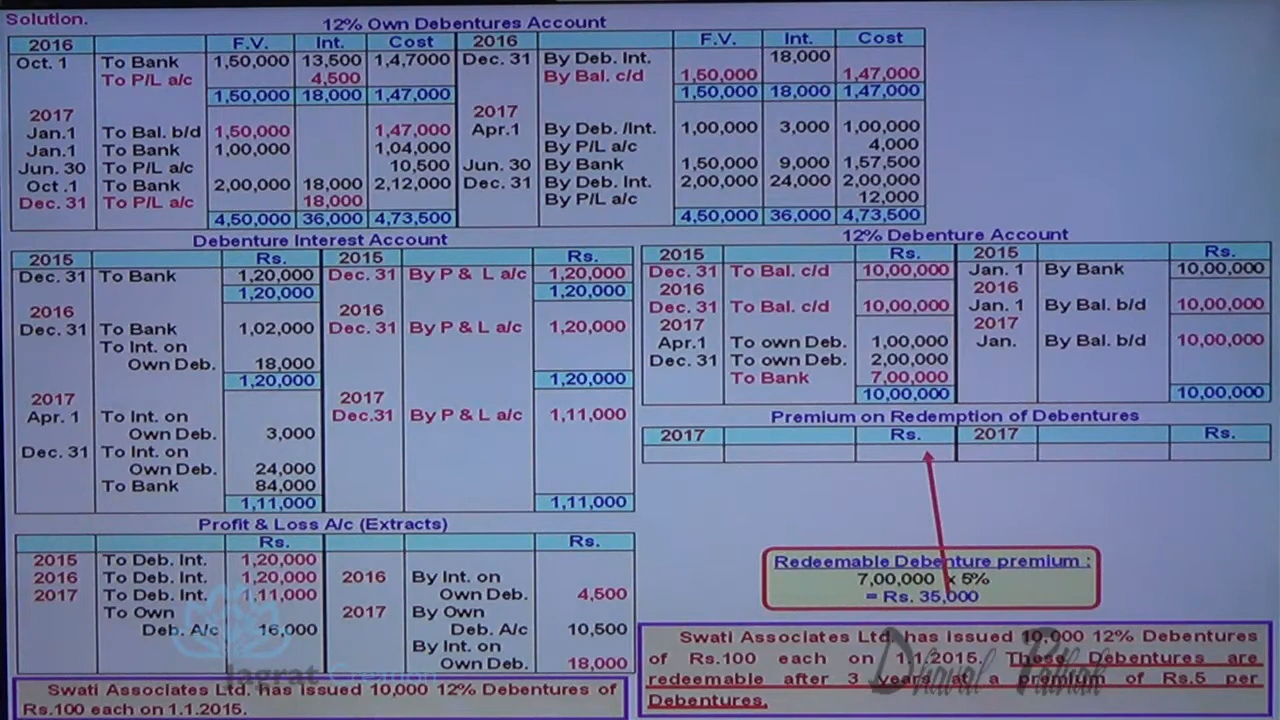 Solution.
12% Own Debentures Account
2016 F.V. Int. Cost 2016 F.V. Int. Cost
Oct. 1 To Bank 1,50,000 13,500 1,4,7000 Dec. 31 By Deb. Int. 18,000
To P/L a/c 4,500 By Bal. c/d 1,50,000 1,47,000
1,50,000 18,000 1,47,000 1,50,000 18,000 1,47,000
2017 2017
Jan.1 To Bal. b/d 1,50,000 1,47,000 Apr.1 By Deb. /Int. 1,00,000 3,000 1,00,000
Jan.1 To Bank 1,00,000 1,04,000 By P/L a/c 4,000
Jun. 30 To P/L a/c 10,500 Jun. 30 By Bank 1,50,000 9,000 1,57,500
Oct .1 To Bank 2,00,000 18,000 2,12,000 Dec. 31 By Deb. Int. 2,00,000 24,000 2,00,000
Dec. 31 To P/L a/c 18,000 By P/L a/c 12,000
4,50,000 36,000 4,73,500 4,50,000 36,000 4,73,500
Debenture Interest Account
2015 Rs. 2015 Rs.
Dec. 31 To Bank 1,20,000 Dec. 31 By P & L a/c 1,20,000
1,20,000 1,20,000
2016 2016
Dec. 31 To Bank 1,02,000 Dec. 31 By P & L a/c 1,20,000
To Int. on
Own Deb. 18,000
1,20,000 1,20,000
2017 2017
Apr. 1 To Int. on Dec.31 By P & L a/c 1,11,000
Own Deb. 3,000
Dec. 31 To Int. on
Own Deb. 24,000
To Bank 84,000
1,11,000 1,11,000
12% Debenture Account
2015 Rs. 2015 Rs.
Dec. 31 To Bal. c/d 10,00,000 Jan. 1 By Bank 10,00,000
2016 2016
Dec. 31 To Bal. c/d 10,00,000 Jan. 1 By Bal. b/d 10,00,000
2017 2017
Apr.1 To own Deb. 1,00,000 Jan. By Bal. b/d 10,00,000
Dec. 31 To own Deb. 2,00,000
To Bank 7,00,000
10,00,000 10,00,000
Premium on Redemption of Debentures
2017 Rs. 2017 Rs.
Profit & Loss A/c (Extracts)
Rs. Rs.
2015 To Deb. Int. 1,20,000
2016 To Deb. Int. 1,20,000 2016 By Int. on
2017 To Deb. Int. 1,11,000 Own Deb. 4,500
To Own 2017 By Own
Deb. A/c 16,000 Deb. A/c 10,500
By Int. on
Own Deb. 18,000
Redeemable Debenture premium :
7,00,000 x 5%
= Rs. 35,000
Swati Associates Ltd. has issued 10,000 12% Debentures of
Rs.100 each on 1.1.2015.
Swati Associates Ltd. has issued 10,000 12% Debentures
of Rs.100 each on 1.1.2015. These Debentures are
redeemable after 3 years at a premium of Rs.5 per
Debentures.
Jagrat Creation
Dhaval Pathak